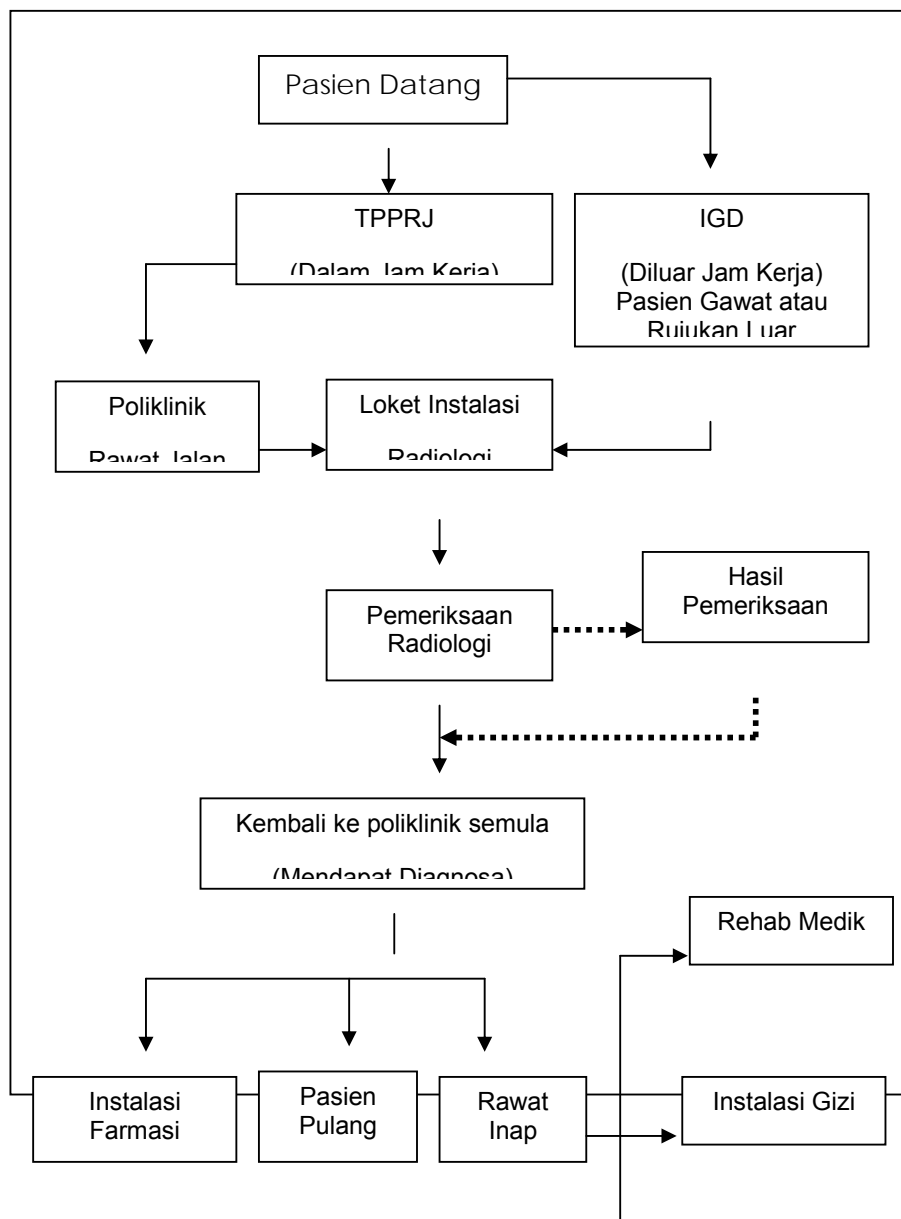 Pasien Datang
TPPRJ
(Dalam Jam Kerja)
IGD
(Diluar Jam Kerja)
Pasien Gawat atau
Rujukan Luar
Poliklinik
Rawat Jalan
Loket Instalasi
Radiologi
Pemeriksaan
Radiologi
Hasil
Pemeriksaan
Kembali ke poliklinik semula
(Mendapat Diagnosa)
Rehab Medik
Instalasi
Farmasi
Pasien
Pulang
Rawat
Inap
Instalasi Gizi